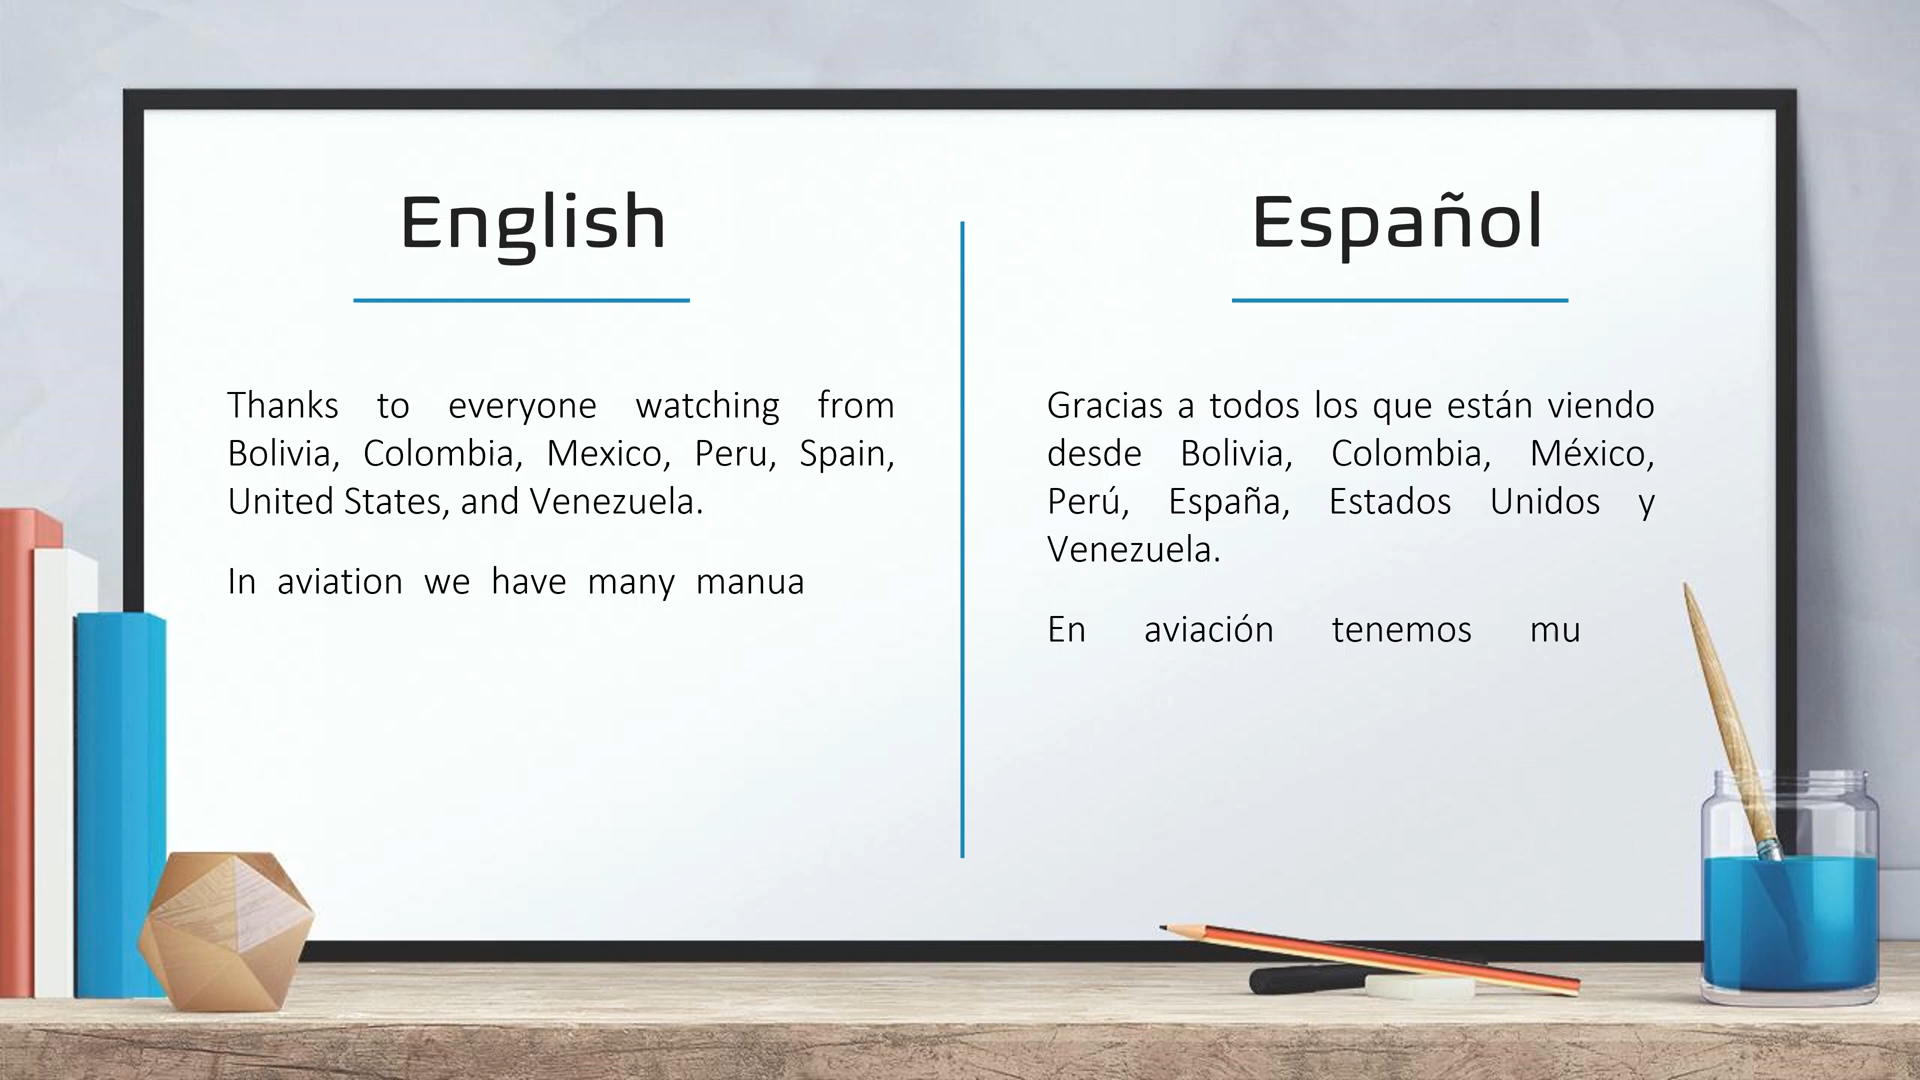 English
Thanks to everyone watching from
Bolivia, Colombia, Mexico, Peru, Spain,
United States, and Venezuela.
In aviation we have many manua
Español
Gracias a todos los que están viendo
desde Bolivia, Colombia, México,
Perú, España, Estados Unidos y
Venezuela.
En aviación tenemos mu